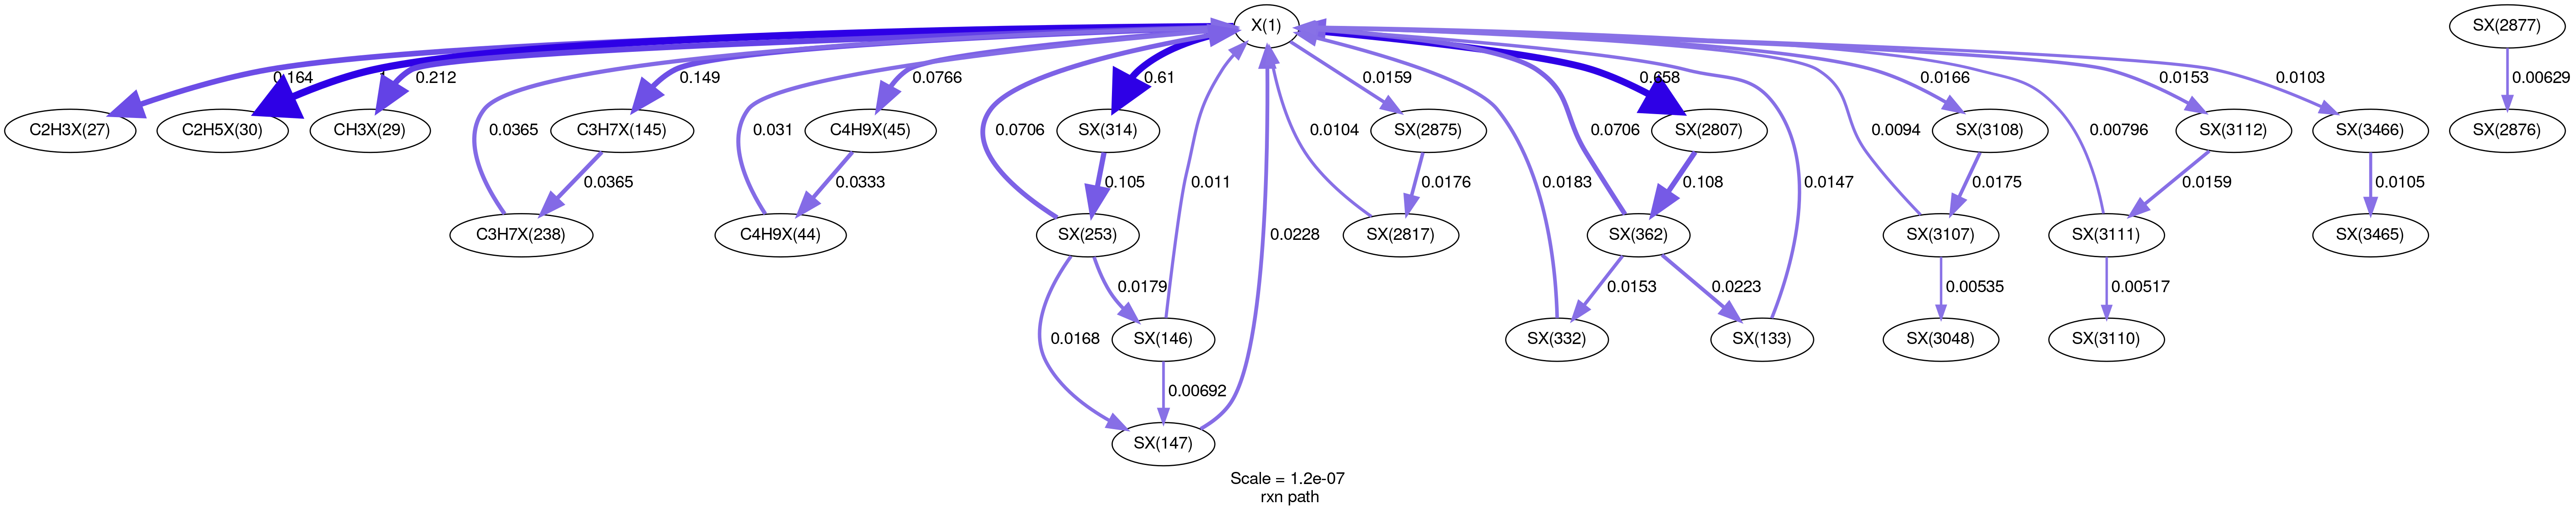 X(1)
SX(2877)
0.164
1
0.212
0.149
0.0766
0.61
0.0159
0.658
0.0166
0.0153
0.0103
0.00629
C2H3X(27)
C2H5X(30)
CH3X(29)
0.0365
C3H7X(145)
0.031
C4H9X(45)
0.0706
SX(314)
0.0104
SX(2875)
0.0706
SX(2807)
0.0094
SX(3108)
0.00796
SX(3112)
SX(3466)
SX(2876)
0.0365
0.0333
0.105
0.011
0.0176
0.0183
0.108
0.0147
0.0175
0.0159
0.0105
C3H7X(238)
C4H9X(44)
SX(253)
0.0228
SX(2817)
SX(362)
SX(3107)
SX(3111)
SX(3465)
0.0179
0.0153
0.0223
0.00535
0.00517
0.0168
SX(146)
SX(332)
SX(133)
SX(3048)
SX(3110)
0.00692
SX(147)
Scale = 1.2e-07
rxn path